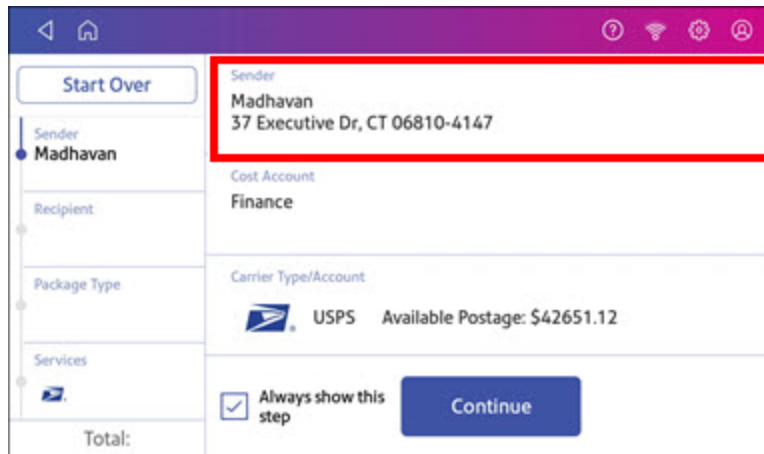 Start Over
Sender
Madhavan
Recipient
Package Type
Services
Total:
Sender
Madhavan
37 Executive Dr, CT 06810-4147
Cost Account
Finance
Carrier Type/Account
USPS Available Postage: $42651.12
Always show this
step
Continue